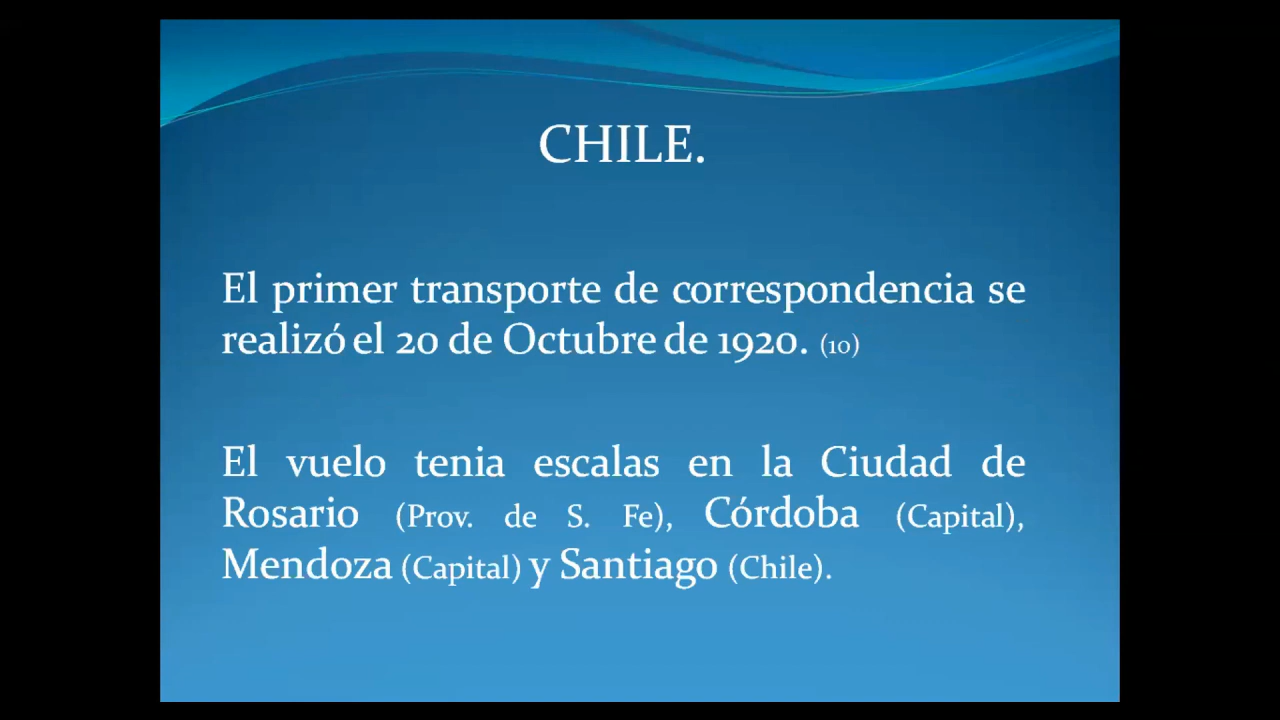 CHILE.
El primer transporte de correspondencia se
realizó el 20 de Octubre de 1920. (10)
El vuelo tenia escalas en la Ciudad de
Rosario (Prov. de S. Fe), Córdoba (Capital),
Mendoza (Capital) y Santiago (Chile).